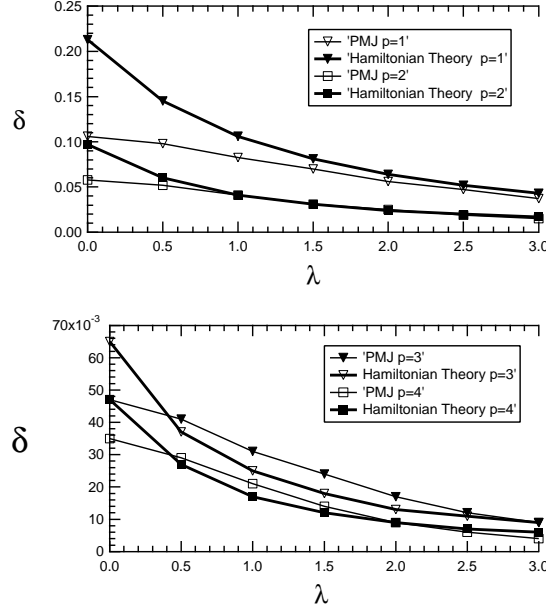 0.25
0.20
0.15
0.10
0.05
0.00
δ
'PMJ p=1'
'Hamiltonian Theory p=1'
'PMJ p=2'
'Hamiltonian Theory p=2'
0.0 0.5 1.0 1.5 2.0 2.5 3.0
λ
70x10-3
60
50
40
30
20
10
0
δ
'PMJ p=3'
Hamiltonian Theory p=3'
'PMJ p=4'
Hamiltonian Theory p=4'
0.0 0.5 1.0 1.5 2.0 2.5 3.0
λ